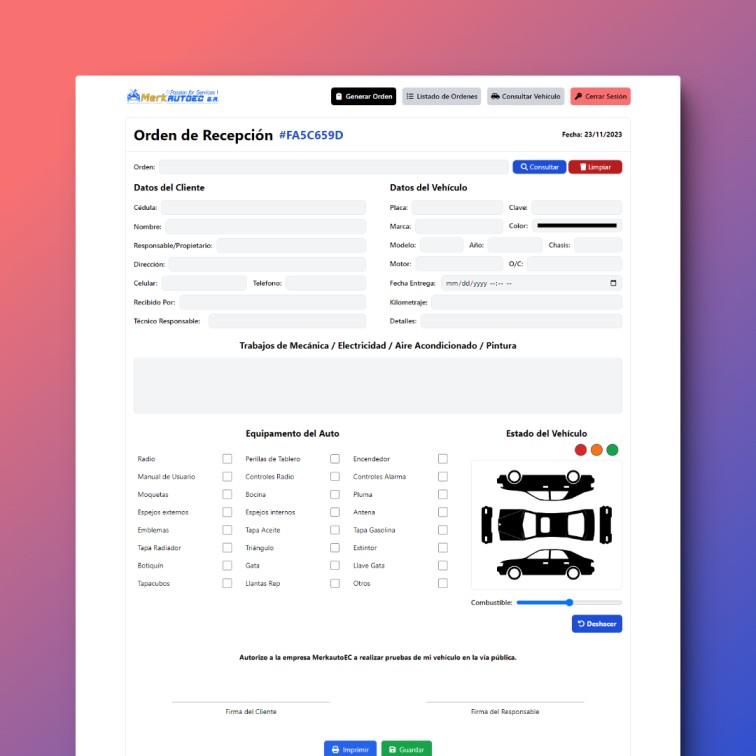 Passion for Services !
MerkAUTOEC S.A.
Generar Orden
Listado de Ordenes
Consultar Vehículo
Cerrar Sesión
Orden de Recepción #FA5C659D
Fecha: 23/11/2023
Orden:
Consultar
Limpiar
Datos del Cliente
Cédula:
Nombre:
Responsable/Propietario:
Dirección:
Celular:
Teléfono:
Recibido Por:
Técnico Responsable:
Datos del Vehículo
Placa:
Clave:
Marca:
Color:
Modelo:
Año:
Chasis:
Motor:
O/C:
Fecha Entrega:
mm/dd/yyyy --:-- --
Kilometraje:
Detalles:
Trabajos de Mecánica / Electricidad / Aire Acondicionado / Pintura
Equipamento del Auto
Radio
Perillas de Tablero
Encendedor
Manual de Usuario
Controles Radio
Controles Alarma
Moquetas
Bocina
Pluma
Espejos externos
Espejos internos
Antena
Emblemas
Tapa Aceite
Tapa Gasolina
Tapa Radiador
Triángulo
Extintor
Botiquín
Gata
Llave Gata
Tapacubos
Llantas Rep
Otros
Estado del Vehículo
Combustible:
Deshacer
Autorizo a la empresa MerkautoEC a realizar pruebas de mi vehículo en la vía pública.
Firma del Cliente
Firma del Responsable
Imprimir
Guardar